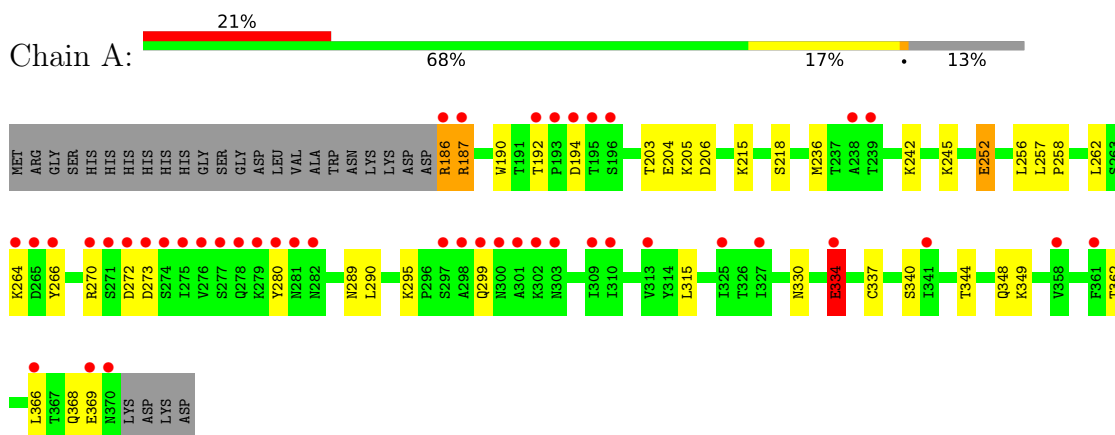 Chain A:
21%
68% 17% • 13%
MET ARG GLY SER HIS HIS HIS HIS HIS HIS GLY SER GLY ASP LEU VAL ALA TRP ASN LYS LYS ASP ASP R186 R187 W190 T191 T192 P193 D194 T195 S196 T203 E204 K205 D206 K215 S218 M236 T237 A238 T239 K242 K245 E252 L256 L257 P258 L262 S263
K264 D265 Y266 R270 S271 D272 D273 S274 I275 V276 S277 Q278 K279 Y280 N281 N282 N289 L290 K295 P296 S297 A298 Q299 N300 A301 K302 N303 I309 I310 V313 Y314 L315 I325 T326 I327 N330 E334 C337 S340 I341 T344 Q348 K349 V358 F361 T362
L366 T367 Q368 E369 N370 LYS ASP LYS ASP